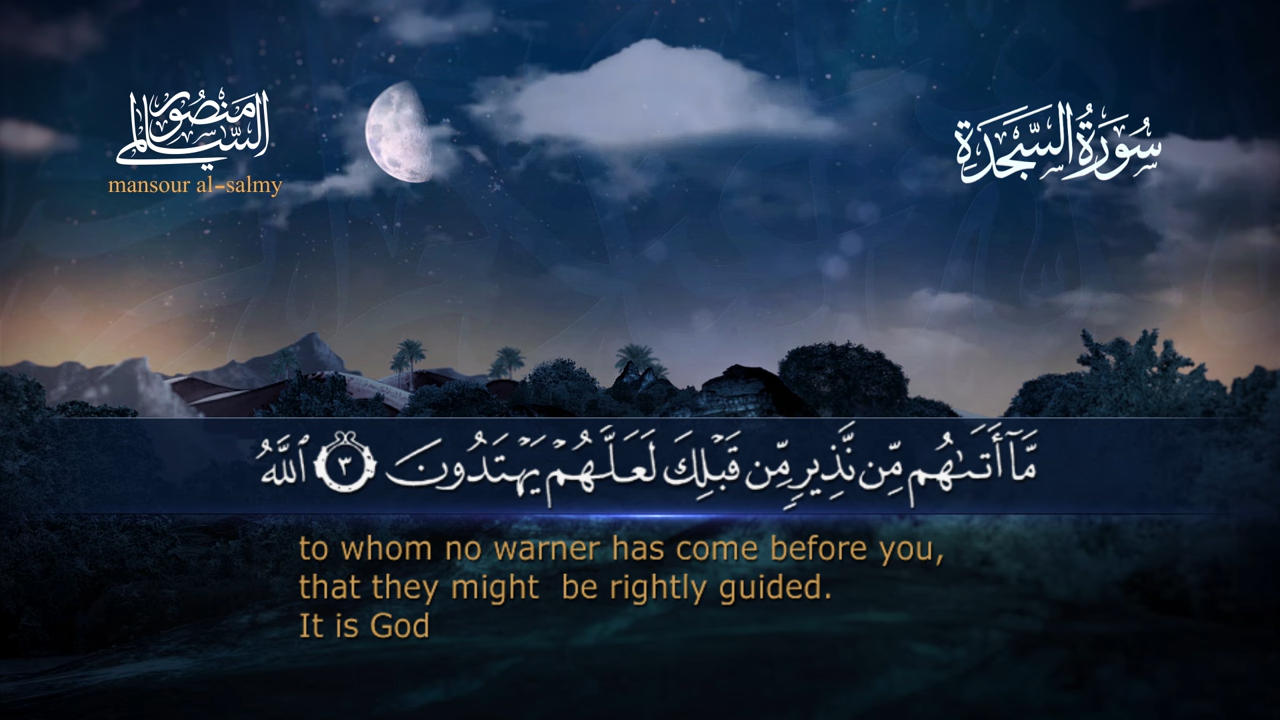 منصور
السالمي
mansour al-salmy
سُورَةُ السَّجْدَةِ
مَّآ أَتَىٰهُم مِّن نَّذِيرٍ مِّن قَبْلِكَ لَعَلَّهُمْ يَهْتَدُونَ ٣ ٱللَّهُ
to whom no warner has come before you,
that they might be rightly guided.
It is God